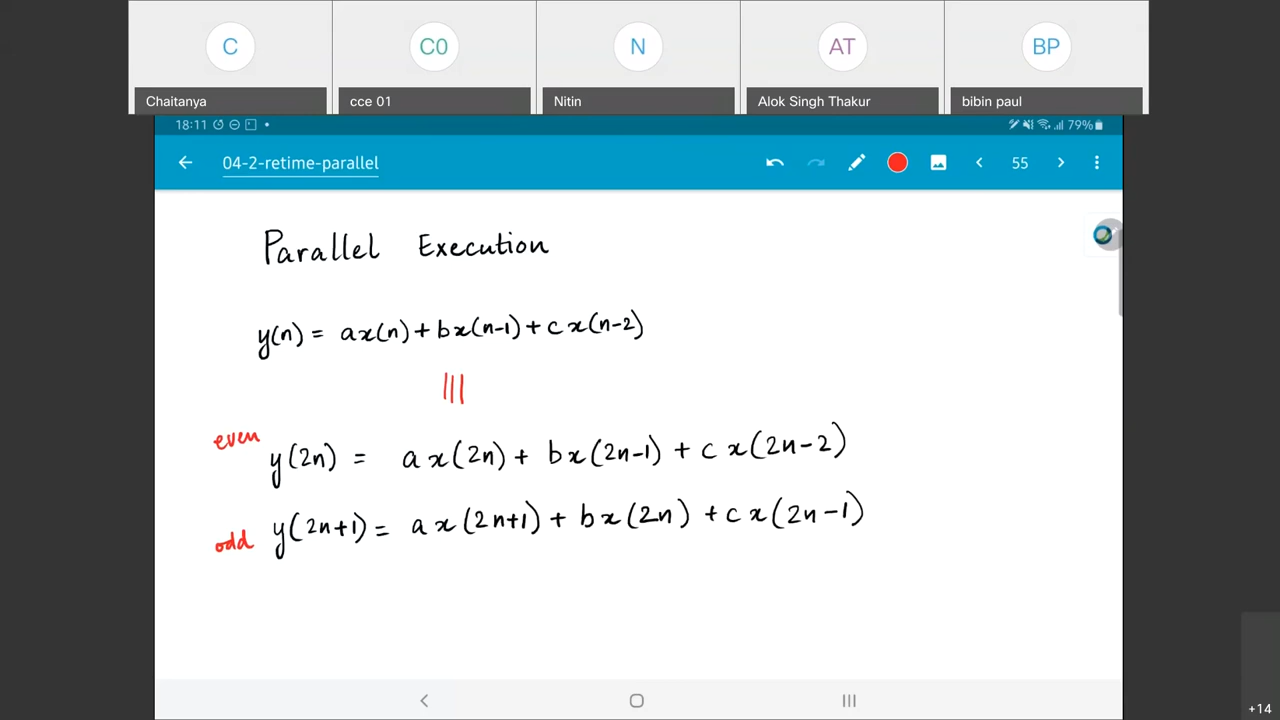 C C0 N AT BP
Chaitanya cce 01 Nitin Alok Singh Thakur bibin paul
18:11 79%
04-2-retime-parallel 55
Parallel Execution
y(n) = ax(n) + bx(n-1) + cx(n-2)
|||
even y(2n) = ax(2n) + bx(2n-1) + cx(2n-2)
odd y(2n+1) = ax(2n+1) + bx(2n) + cx(2n-1)
+14